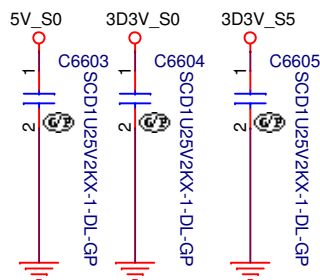 5V_S0
3D3V_S0
3D3V_S5
1
2
C6603
SCD1U25V2KX-1-DL-GP
G/P
1
2
C6604
SCD1U25V2KX-1-DL-GP
G/P
1
2
C6605
SCD1U25V2KX-1-DL-GP
G/P